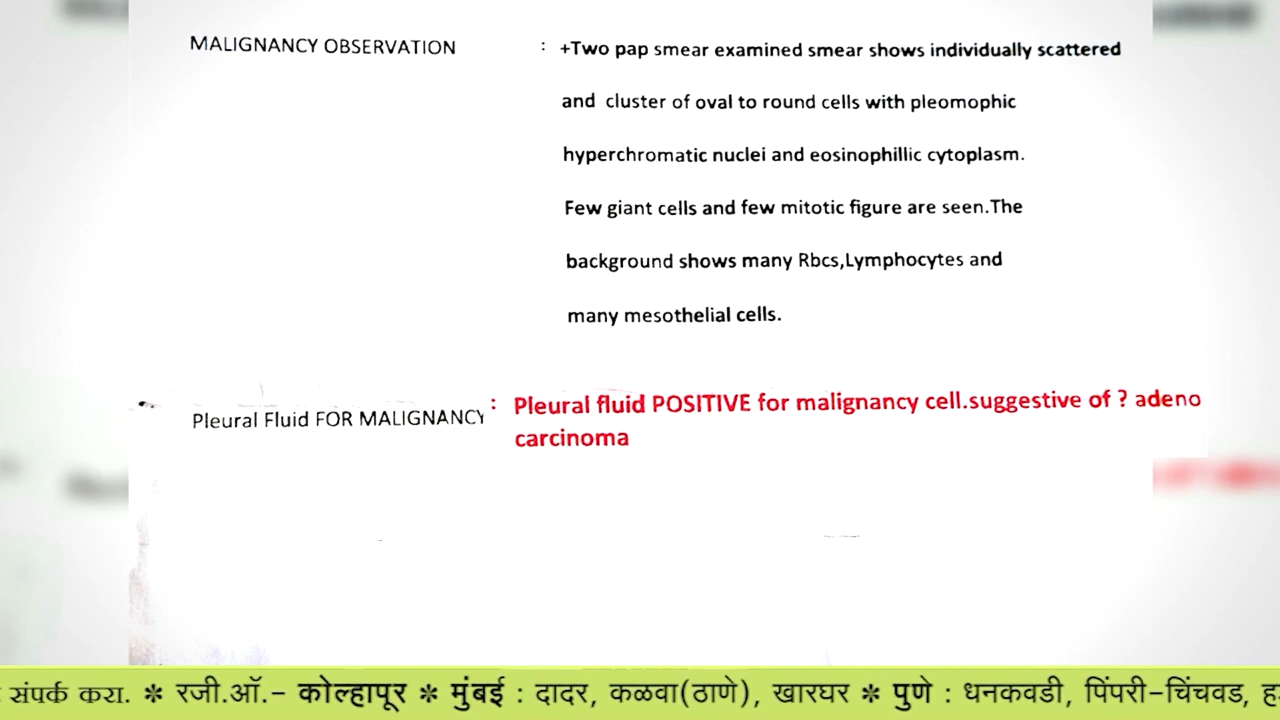 MALIGNANCY OBSERVATION : +Two pap smear examined smear shows individually scattered
and cluster of oval to round cells with pleomophic
hyperchromatic nuclei and eosinophillic cytoplasm.
Few giant cells and few mitotic figure are seen.The
background shows many Rbcs,Lymphocytes and
many mesothelial cells.
Pleural Fluid FOR MALIGNANCY : Pleural fluid POSITIVE for malignancy cell.suggestive of ? adeno
carcinoma
संपर्क करा. ✻ रजी.ऑ.- कोल्हापूर ✻ मुंबई : दादर, कळवा(ठाणे), खारघर ✻ पुणे : धनकवडी, पिंपरी-चिंचवड,